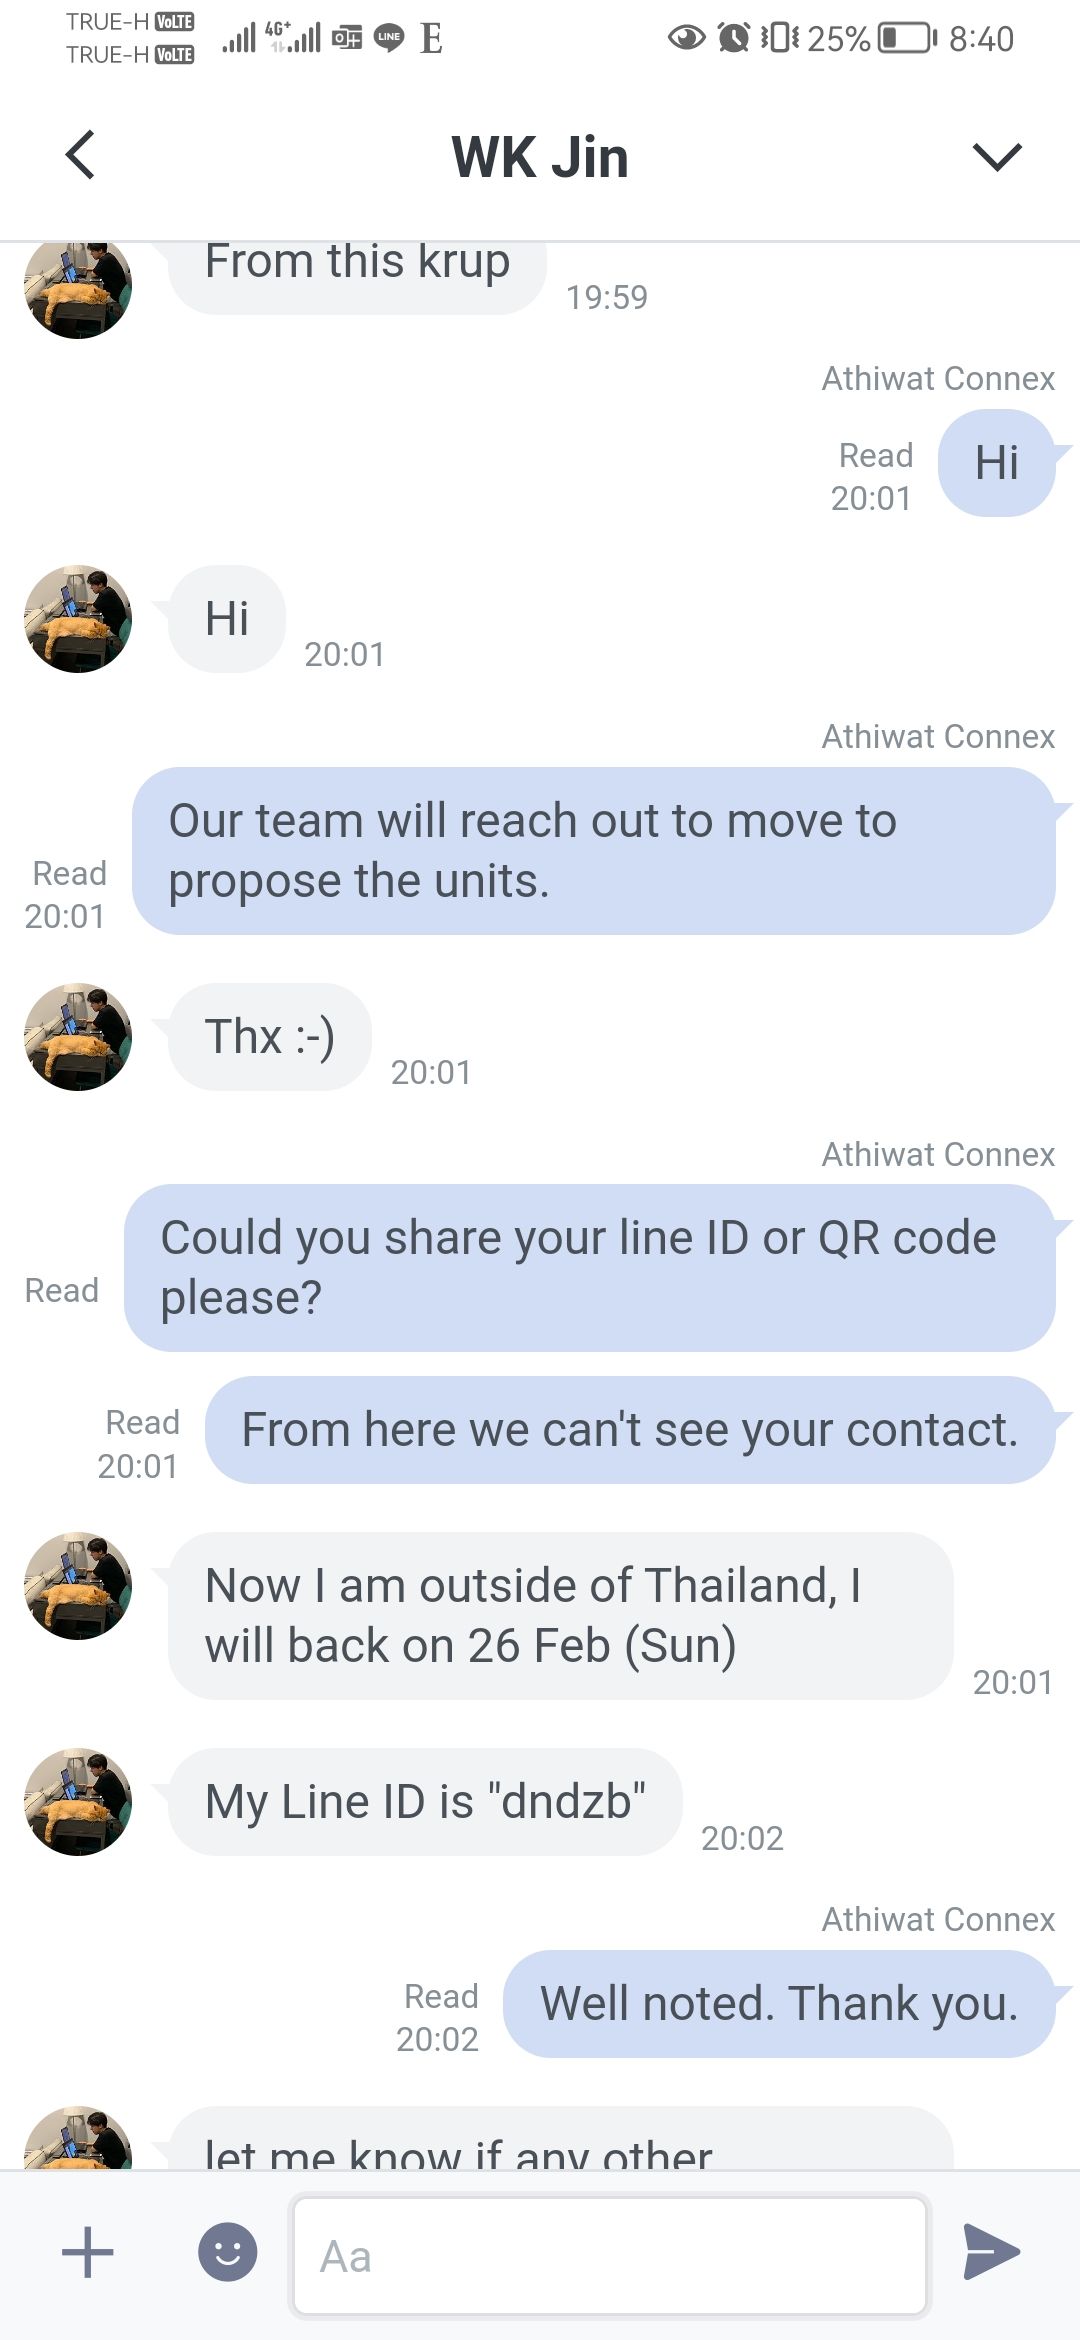 TRUE-H VoLTE
TRUE-H VoLTE
4G+
LINE
E
25%
8:40
WK Jin
From this krup
19:59
Athiwat Connex
Read
20:01
Hi
Hi
20:01
Athiwat Connex
Our team will reach out to move to
propose the units.
Read
20:01
Thx :-)
20:01
Athiwat Connex
Could you share your line ID or QR code
please?
Read
From here we can't see your contact.
Read
20:01
Now I am outside of Thailand, I
will back on 26 Feb (Sun)
20:01
My Line ID is "dndzb"
20:02
Athiwat Connex
Well noted. Thank you.
Read
20:02
let me know if any other
Aa